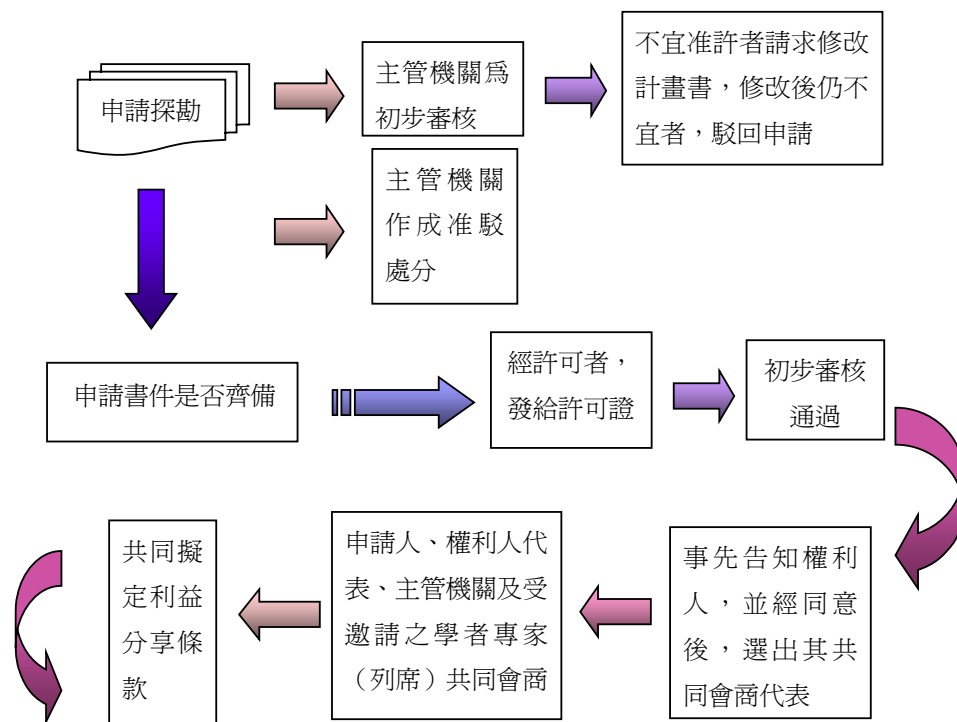 申請探勘
主管機關為
初步審核
不宜准許者請求修改
計畫書，修改後仍不
宜者，駁回申請
主管機關
作成准駁
處分
申請書件是否齊備
經許可者，
發給許可證
初步審核
通過
事先告知權利
人，並經同意
後，選出其共
同會商代表
申請人、權利人代
表、主管機關及受
邀請之學者專家
（列席）共同會商
共同擬
定利益
分享條
款